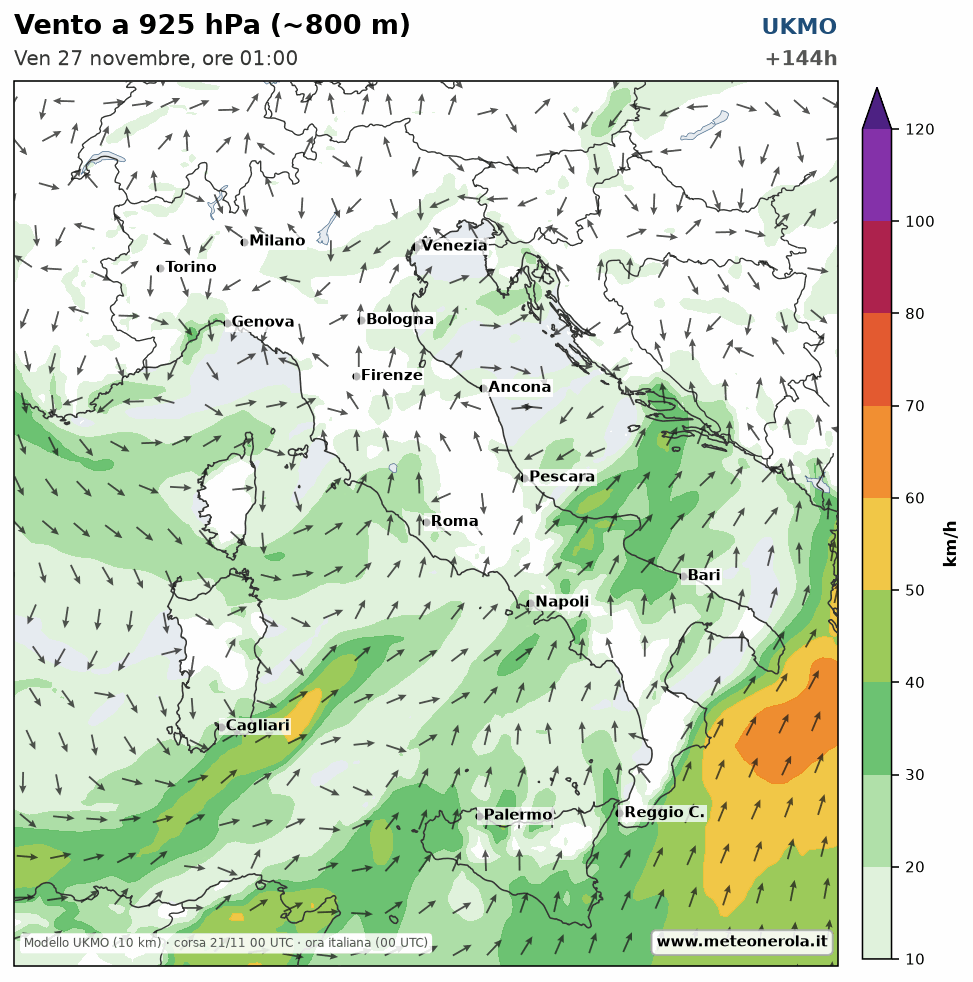 Vento a 925 hPa (~800 m)
UKMO
Ven 27 novembre, ore 01:00
+144h
120
100
80
70
60
50
40
30
20
10
km/h
Milano
Venezia
Torino
Genova
Bologna
Firenze
Ancona
Pescara
Roma
Bari
Napoli
Cagliari
Palermo
Reggio C.
Modello UKMO (10 km) · corsa 21/11 00 UTC · ora italiana (00 UTC)
www.meteonerola.it